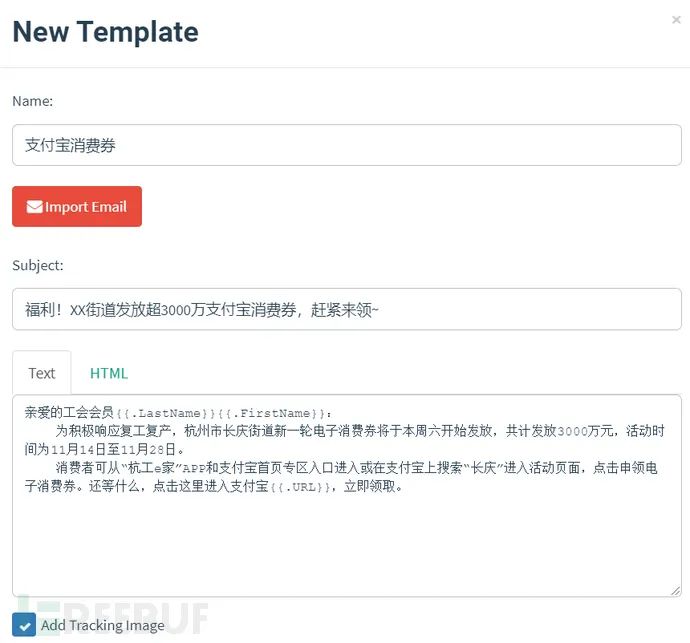 New Template
×
Name:
支付宝消费券
Import Email
Subject:
福利！XX街道发放超3000万支付宝消费券，赶紧来领~
Text
HTML
亲爱的工会会员{{.LastName}}{{.FirstName}}：
为积极响应复工复产，杭州市长庆街道新一轮电子消费券将于本周六开始发放，共计发放3000万元，活动时
间为11月14日至11月28日。
消费者可从“杭工e家”APP和支付宝首页专区入口进入或在支付宝上搜索“长庆”进入活动页面，点击申领电
子消费券。还等什么，点击这里进入支付宝{{.URL}}，立即领取。
FREEBUF
Add Tracking Image